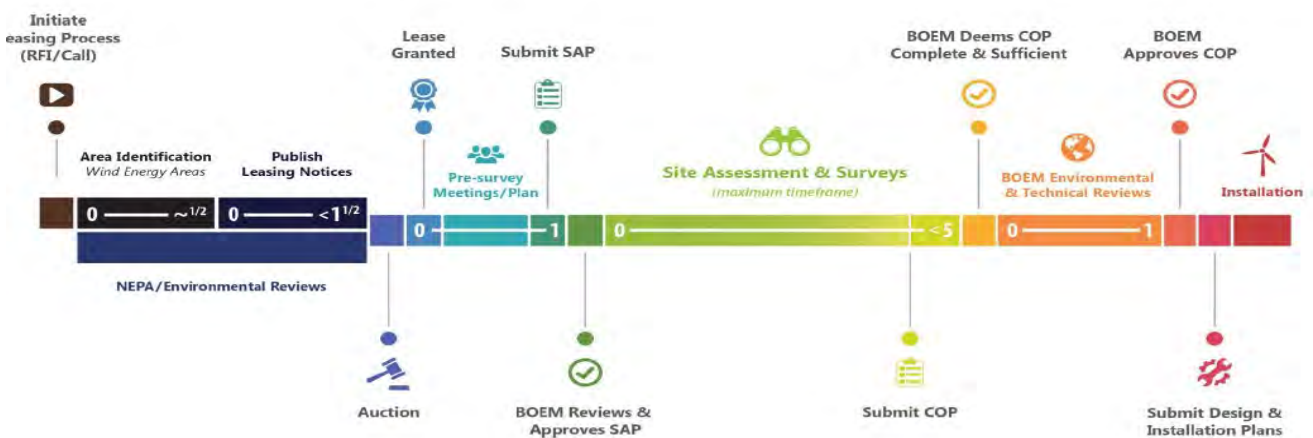 Initiate
easing Process
(RFI/Call)
Lease
Granted
Submit SAP
BOEM Deems COP
Complete & Sufficient
BOEM
Approves COP
Area Identification
Wind Energy Areas
Publish
Leasing Notices
Pre-survey
Meetings/Plan
Site Assessment & Surveys
(maximum timeframe)
BOEM Environmental
& Technical Reviews
Installation
0 ~1/2
0 <1 1/2
0 1
0 <5
0 1
NEPA/Environmental Reviews
Auction
BOEM Reviews &
Approves SAP
Submit COP
Submit Design &
Installation Plans